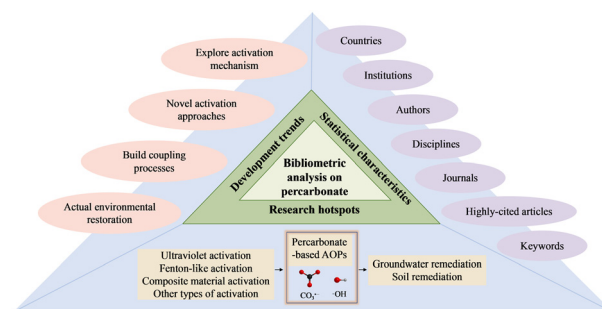 Explore activation
mechanism
Novel activation
approaches
Build coupling
processes
Actual environmental
restoration
Countries
Institutions
Authors
Disciplines
Journals
Highly-cited articles
Keywords
Development trends
Statistical characteristics
Bibliometric
analysis on
percarbonate
Research hotspots
Ultraviolet activation
Fenton-like activation
Composite material activation
Other types of activation
Percarbonate
-based AOPs
CO₃·⁻
·OH
Groundwater remediation
Soil remediation